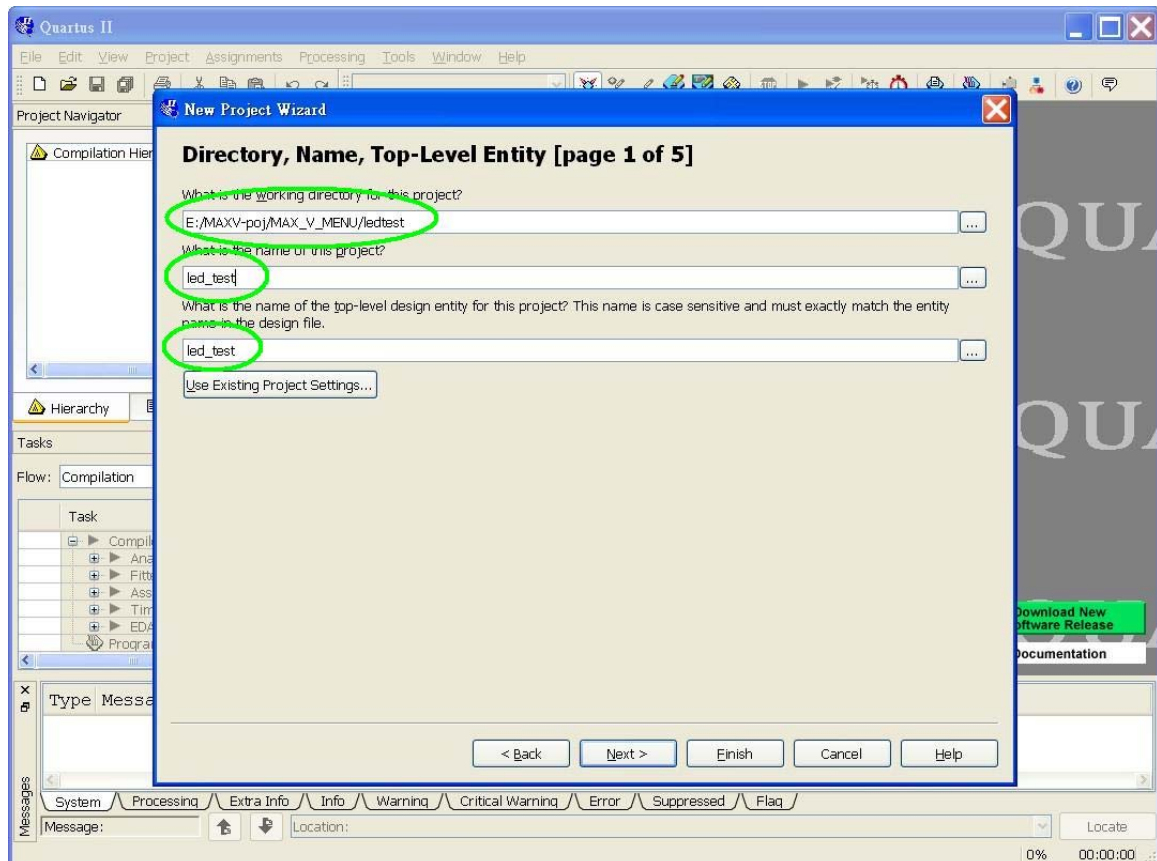 Quartus II
File Edit View Project Assignments Processing Tools Window Help
Project Navigator
Compilation Hier
Hierarchy
Tasks
Flow: Compilation
Task
Compil
Ana
Fitt
Ass
Tim
EDA
Progra
New Project Wizard
Directory, Name, Top-Level Entity [page 1 of 5]
What is the working directory for this project?
E:/MAXV-poj/MAX_V_MENU/ledtest
...
What is the name of this project?
led_test
...
What is the name of the top-level design entity for this project? This name is case sensitive and must exactly match the entity
name in the design file.
led_test
...
Use Existing Project Settings...
< Back Next > Finish Cancel Help
QUA
QUA
Download New
oftware Release
Documentation
Type Messa
Messages
System Processing Extra Info Info Warning Critical Warning Error Suppressed Flag
Message: Location: Locate
0% 00:00:00